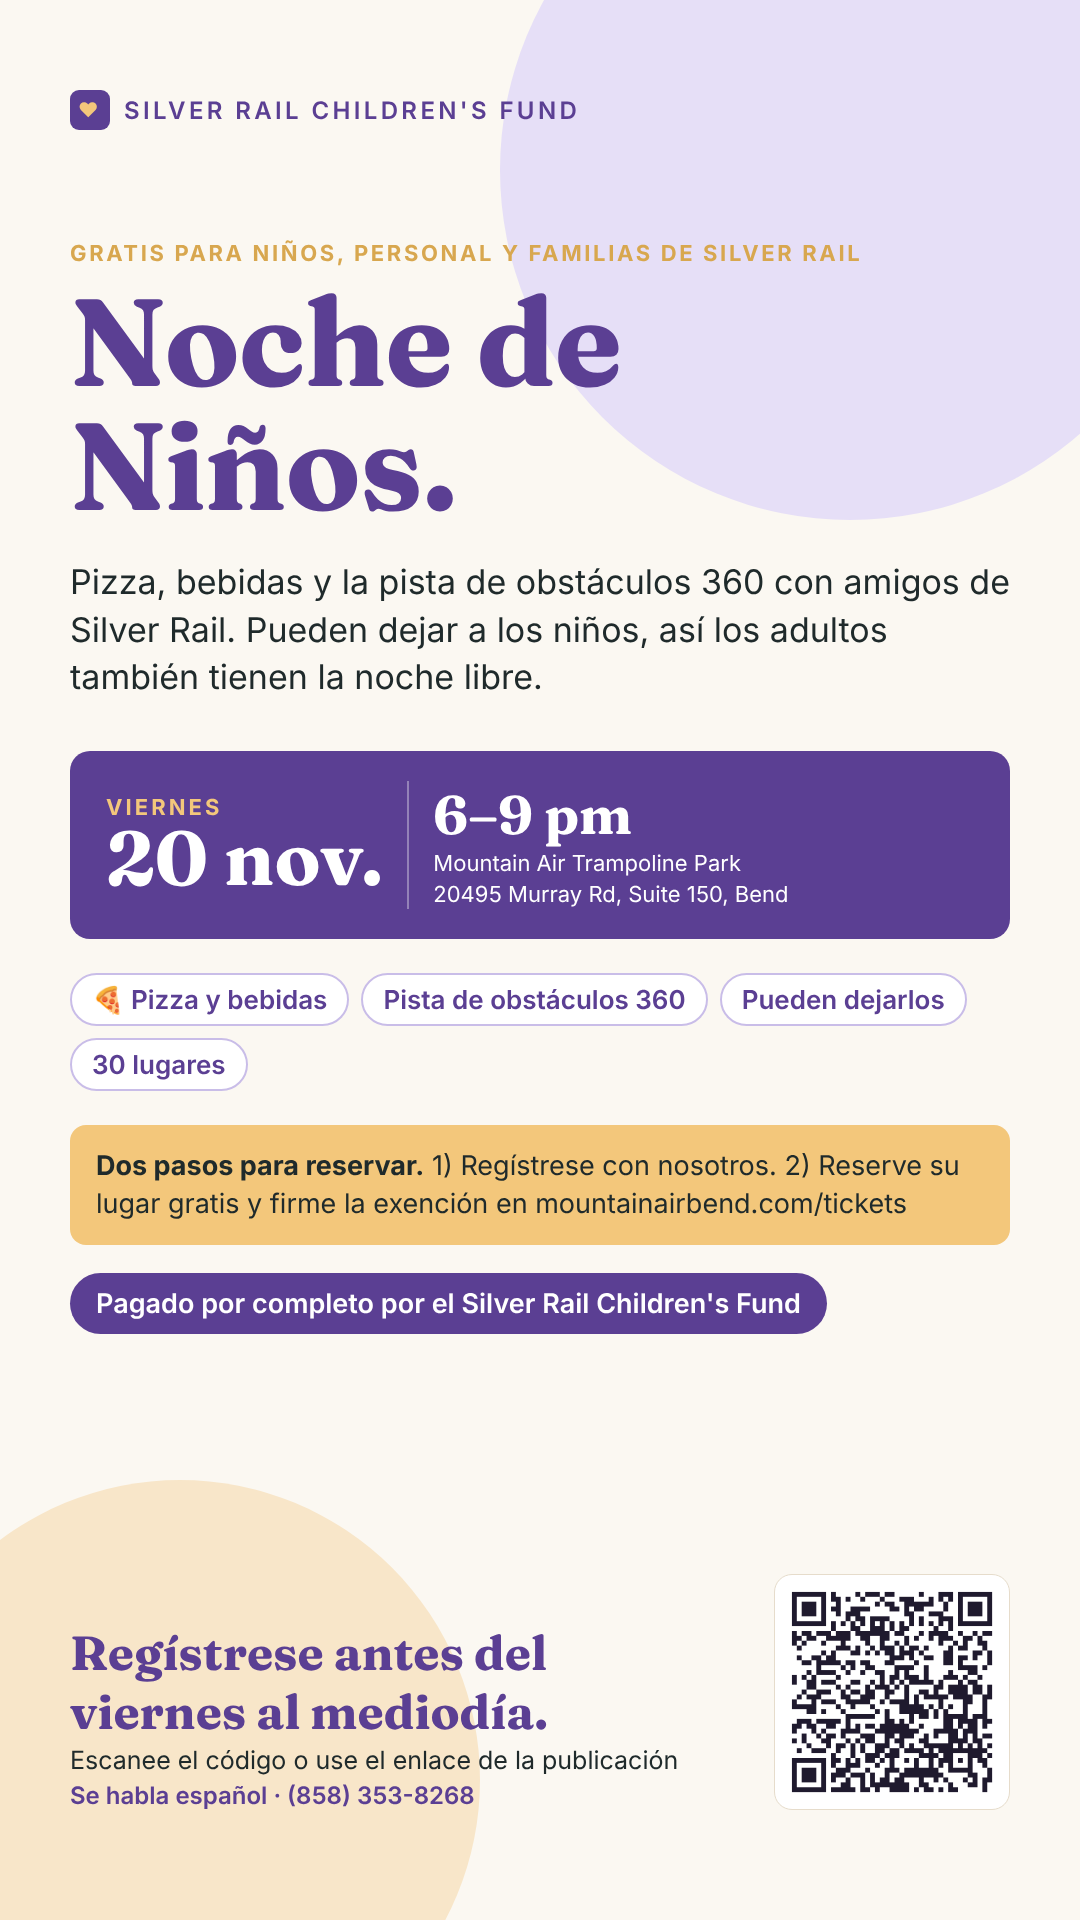 SILVER RAIL CHILDREN'S FUND
GRATIS PARA NIÑOS, PERSONAL Y FAMILIAS DE SILVER RAIL
Noche de
Niños.
Pizza, bebidas y la pista de obstáculos 360 con amigos de
Silver Rail. Pueden dejar a los niños, así los adultos
también tienen la noche libre.
VIERNES
20 nov.
6–9 pm
Mountain Air Trampoline Park
20495 Murray Rd, Suite 150, Bend
🍕 Pizza y bebidas
Pista de obstáculos 360
Pueden dejarlos
30 lugares
Dos pasos para reservar. 1) Regístrese con nosotros. 2) Reserve su
lugar gratis y firme la exención en mountainairbend.com/tickets
Pagado por completo por el Silver Rail Children's Fund
Regístrese antes del
viernes al mediodía.
Escanee el código o use el enlace de la publicación
Se habla español · (858) 353-8268